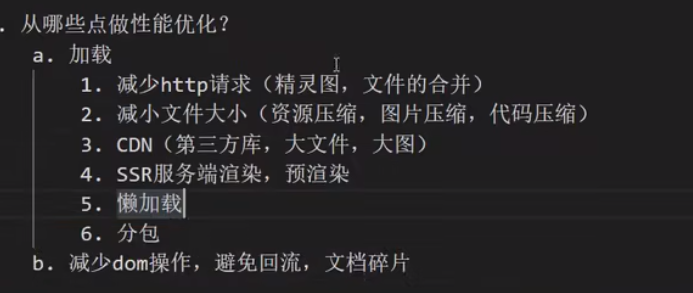 . 从哪些点做性能优化?
a. 加载
1. 减少http请求（精灵图，文件的合并）
2. 减小文件大小（资源压缩，图片压缩，代码压缩）
3. CDN（第三方库，大文件，大图）
4. SSR服务端渲染，预渲染
5. 懒加载
6. 分包
b. 减少dom操作，避免回流，文档碎片